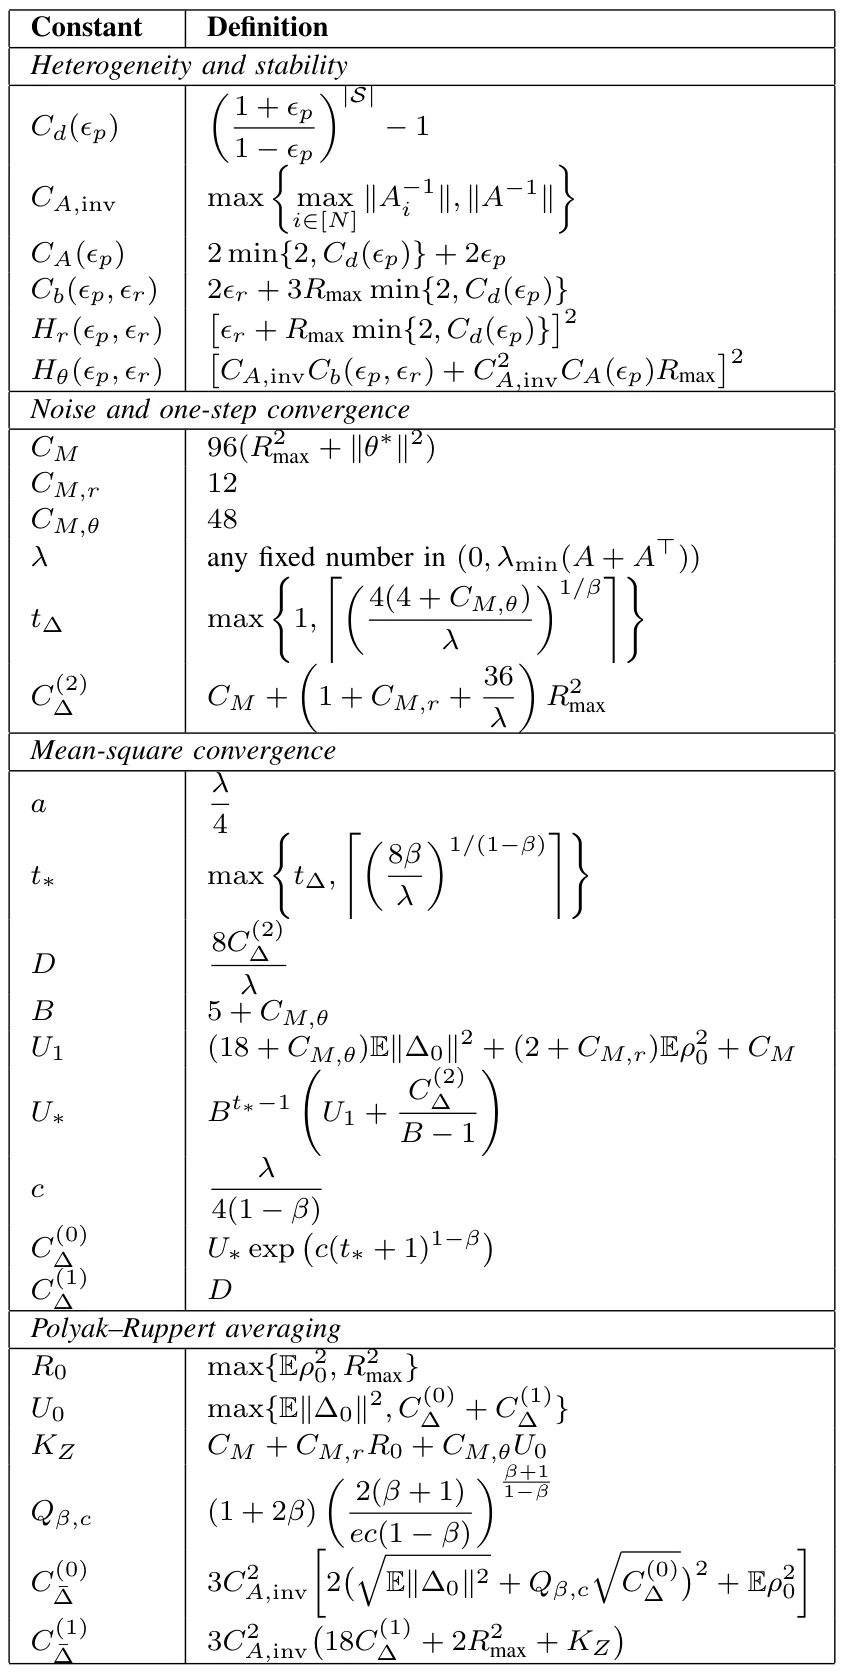 Constant Definition
Heterogeneity and stability
C_d(ϵ_p) ((1 + ϵ_p)/(1 − ϵ_p))^{|𝒮|} − 1
C_{A,inv} max{max_{i∈[N]} ‖A_i^{−1}‖, ‖A^{−1}‖}
C_A(ϵ_p) 2 min{2, C_d(ϵ_p)} + 2ϵ_p
C_b(ϵ_p, ϵ_r) 2ϵ_r + 3R_max min{2, C_d(ϵ_p)}
H_r(ϵ_p, ϵ_r) [ϵ_r + R_max min{2, C_d(ϵ_p)}]^2
H_θ(ϵ_p, ϵ_r) [C_{A,inv}C_b(ϵ_p, ϵ_r) + C_{A,inv}^2 C_A(ϵ_p)R_max]^2
Noise and one-step convergence
C_M 96(R_max^2 + ‖θ^*‖^2)
C_{M,r} 12
C_{M,θ} 48
λ any fixed number in (0, λ_min(A + A^⊤))
t_Δ max{1, ⌈(4(4 + C_{M,θ})/λ)^{1/β}⌉}
C_Δ^{(2)} C_M + (1 + C_{M,r} + 36/λ) R_max^2
Mean-square convergence
a λ/4
t_* max{t_Δ, ⌈(8β/λ)^{1/(1−β)}⌉}
D 8C_Δ^{(2)}/λ
B 5 + C_{M,θ}
U_1 (18 + C_{M,θ})𝔼‖Δ_0‖^2 + (2 + C_{M,r})𝔼ρ_0^2 + C_M
U_* B^{t_*−1} (U_1 + C_Δ^{(2)}/(B − 1))
c λ/(4(1 − β))
C_Δ^{(0)} U_* exp(c(t_* + 1)^{1−β})
C_Δ^{(1)} D
Polyak–Ruppert averaging
R_0 max{𝔼ρ_0^2, R_max^2}
U_0 max{𝔼‖Δ_0‖^2, C_Δ^{(0)} + C_Δ^{(1)}}
K_Z C_M + C_{M,r}R_0 + C_{M,θ}U_0
Q_{β,c} (1 + 2β) (2(β + 1)/(ec(1 − β)))^{(β+1)/(1−β)}
C_{Δ̄}^{(0)} 3C_{A,inv}^2 [2(√(𝔼‖Δ_0‖^2) + Q_{β,c}√(C_Δ^{(0)}))^2 + 𝔼ρ_0^2]
C_{Δ̄}^{(1)} 3C_{A,inv}^2 (18C_Δ^{(1)} + 2R_max^2 + K_Z)